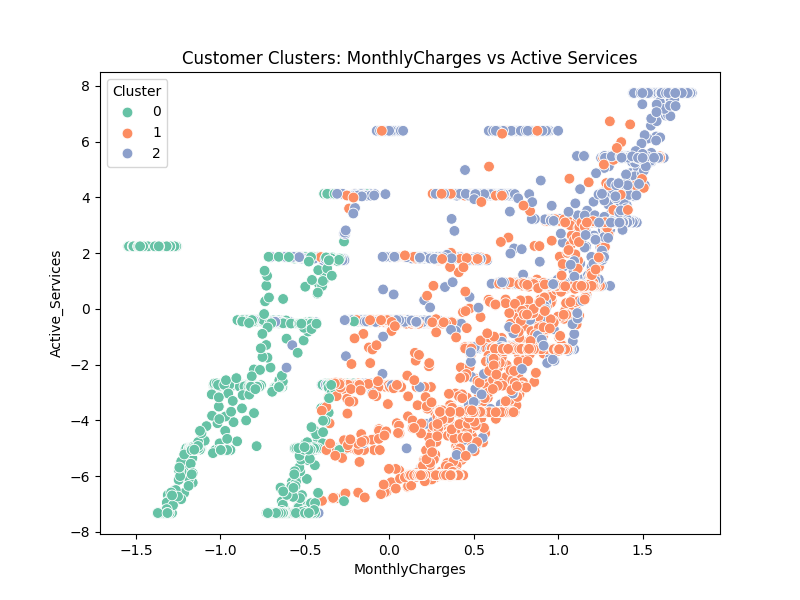 Customer Clusters: MonthlyCharges vs Active Services
Cluster
0
1
2
Active_Services
8
6
4
2
0
−2
−4
−6
−8
−1.5 −1.0 −0.5 0.0 0.5 1.0 1.5
MonthlyCharges